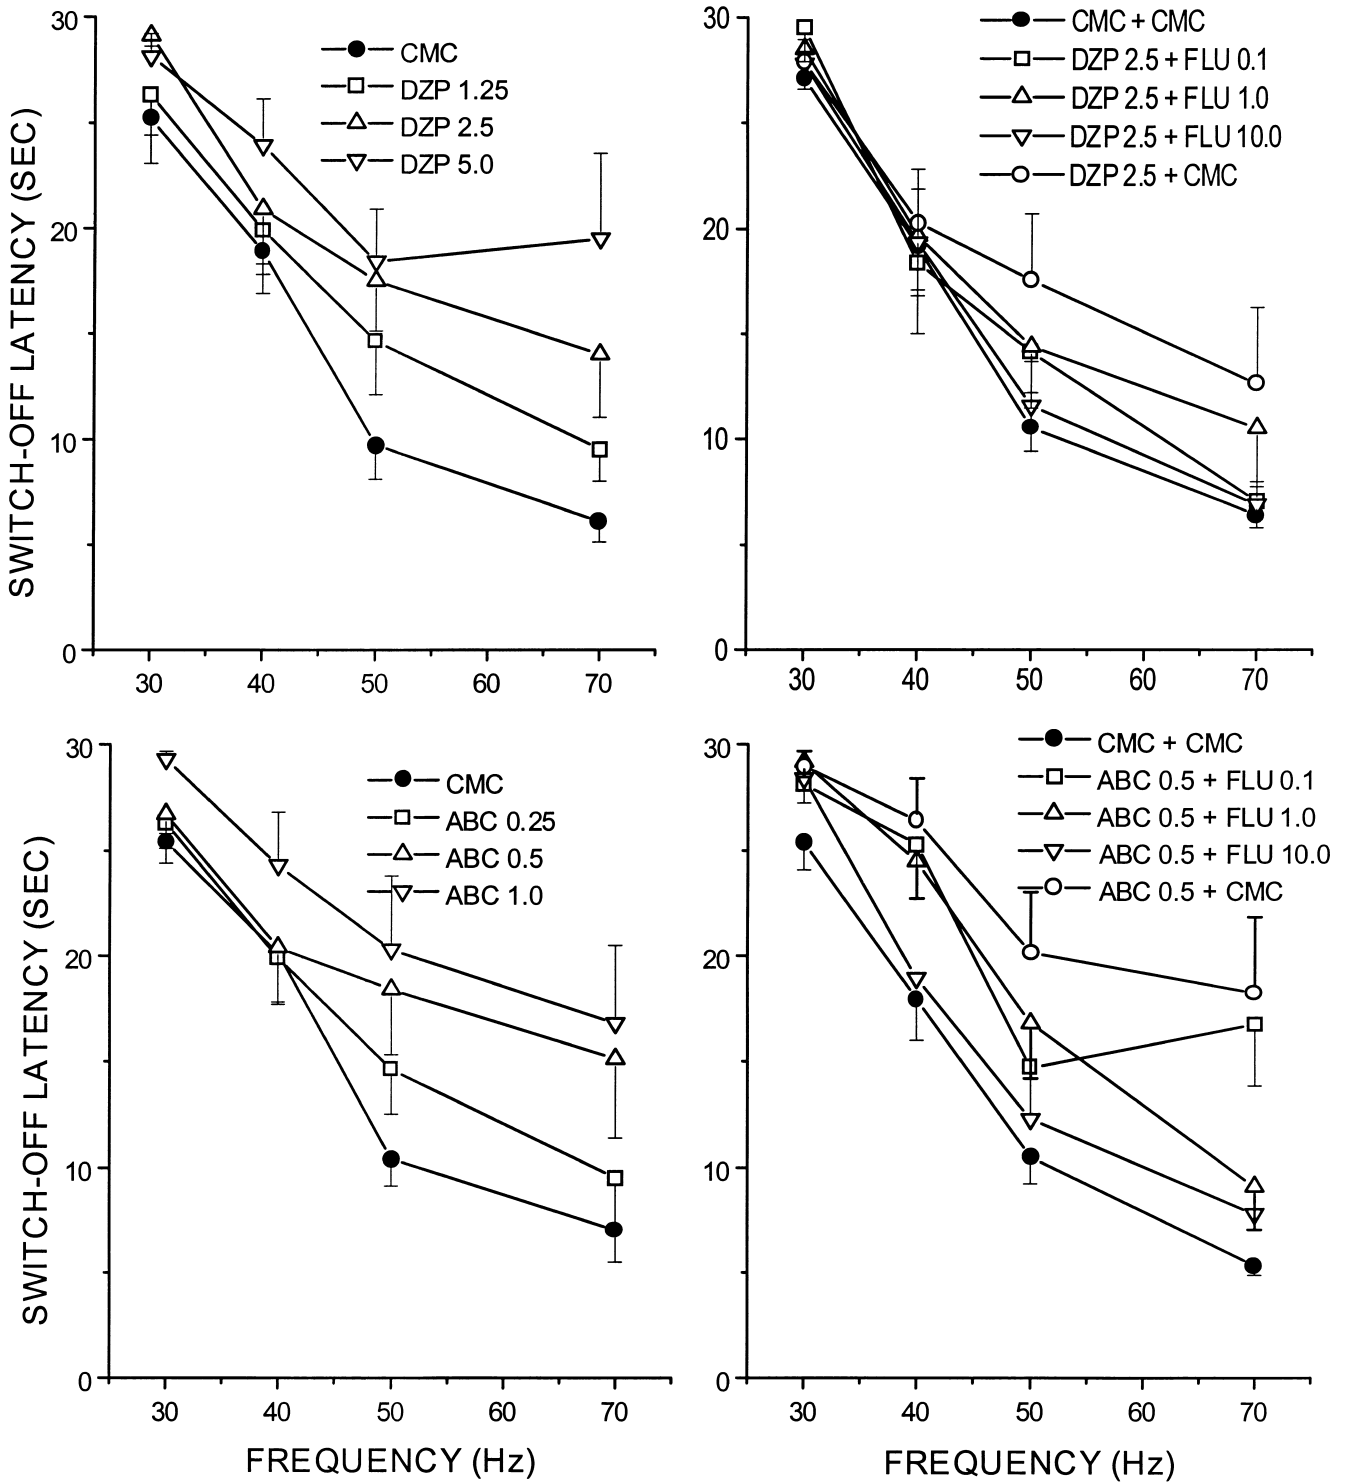 SWITCH-OFF LATENCY (SEC)
30
20
10
0
30 40 50 60 70
CMC
DZP 1.25
DZP 2.5
DZP 5.0
30
20
10
0
30 40 50 60 70
CMC + CMC
DZP 2.5 + FLU 0.1
DZP 2.5 + FLU 1.0
DZP 2.5 + FLU 10.0
DZP 2.5 + CMC
SWITCH-OFF LATENCY (SEC)
30
20
10
0
30 40 50 60 70
FREQUENCY (Hz)
CMC
ABC 0.25
ABC 0.5
ABC 1.0
30
20
10
0
30 40 50 60 70
FREQUENCY (Hz)
CMC + CMC
ABC 0.5 + FLU 0.1
ABC 0.5 + FLU 1.0
ABC 0.5 + FLU 10.0
ABC 0.5 + CMC